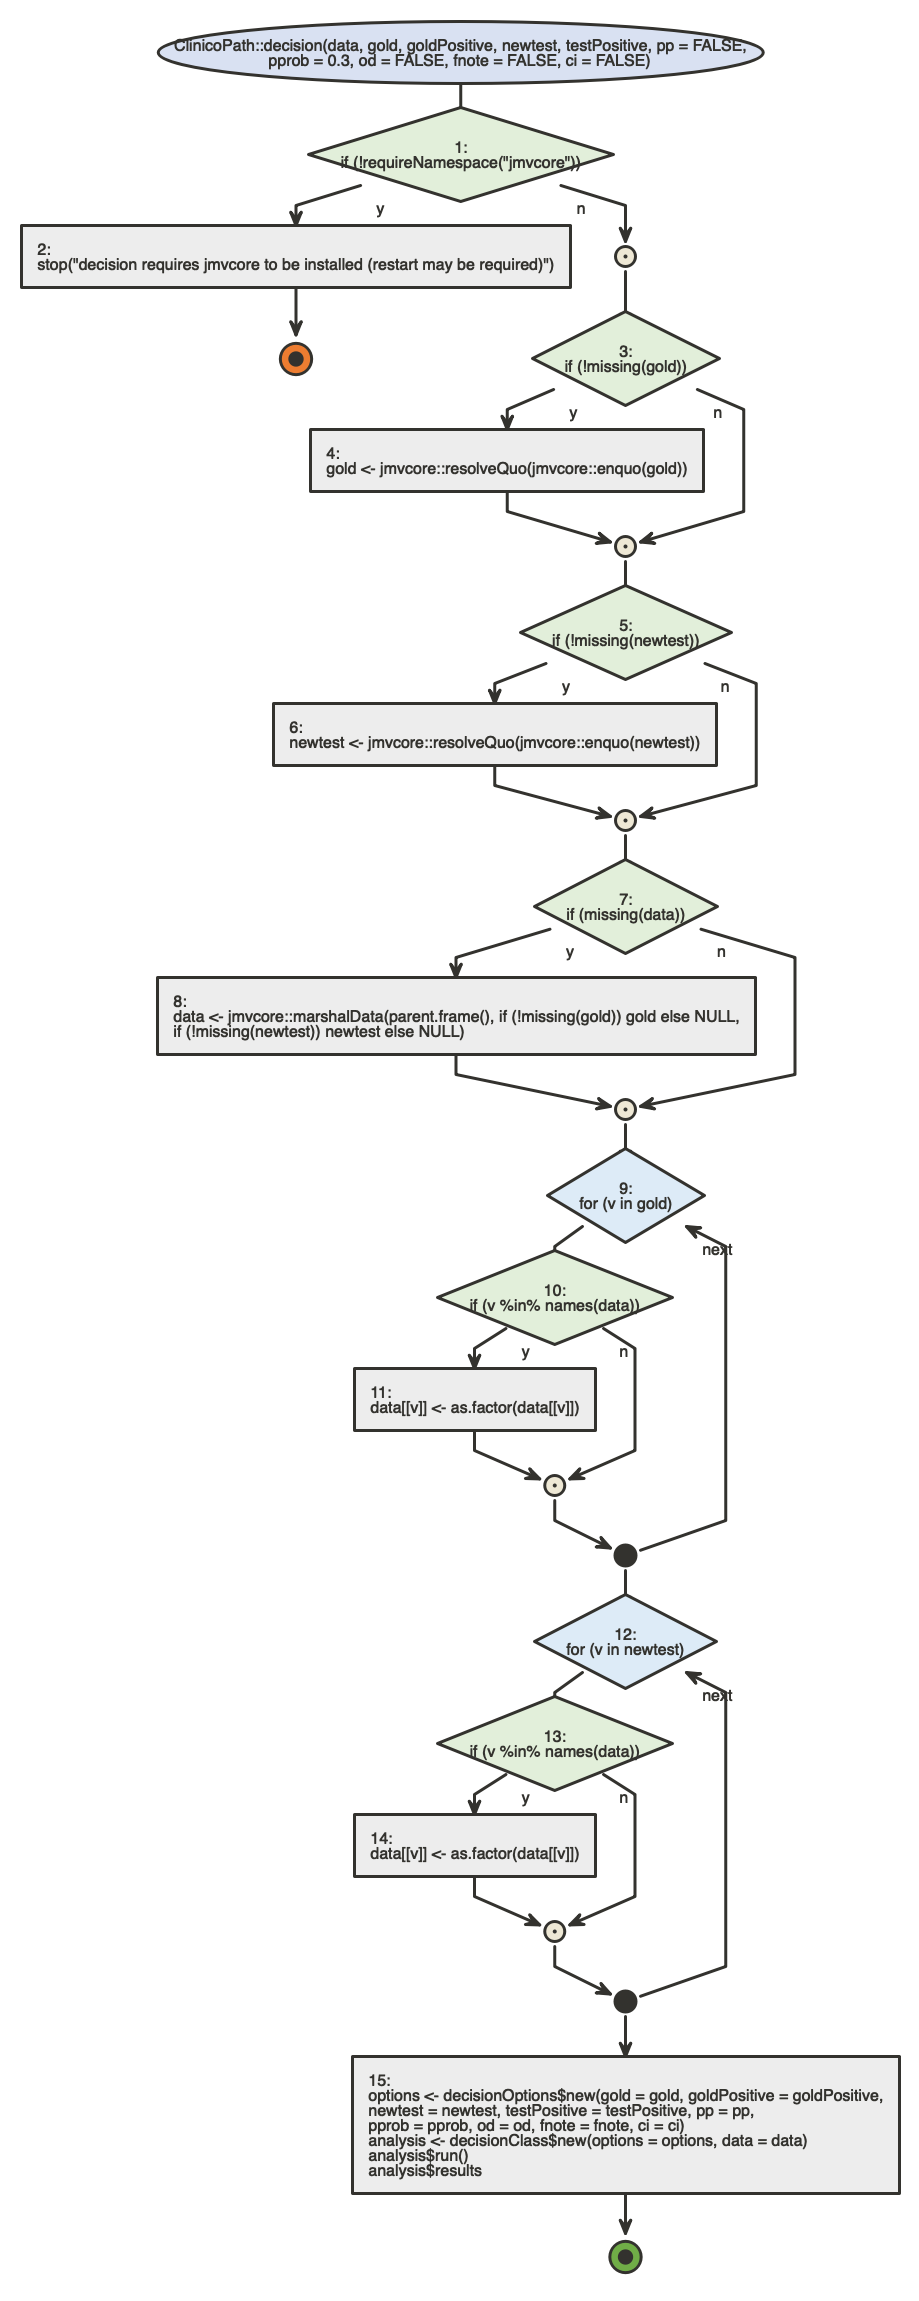 ClinicoPath::decision(data, gold, goldPositive, newtest, testPositive, pp = FALSE,
pprob = 0.3, od = FALSE, fnote = FALSE, ci = FALSE)
1:
if (!requireNamespace("jmvcore"))
y
n
2:
stop("decision requires jmvcore to be installed (restart may be required)")
3:
if (!missing(gold))
y
n
4:
gold <- jmvcore::resolveQuo(jmvcore::enquo(gold))
5:
if (!missing(newtest))
y
n
6:
newtest <- jmvcore::resolveQuo(jmvcore::enquo(newtest))
7:
if (missing(data))
y
n
8:
data <- jmvcore::marshalData(parent.frame(), if (!missing(gold)) gold else NULL,
if (!missing(newtest)) newtest else NULL)
9:
for (v in gold)
next
10:
if (v %in% names(data))
y
n
11:
data[[v]] <- as.factor(data[[v]])
12:
for (v in newtest)
next
13:
if (v %in% names(data))
y
n
14:
data[[v]] <- as.factor(data[[v]])
15:
options <- decisionOptions$new(gold = gold, goldPositive = goldPositive,
newtest = newtest, testPositive = testPositive, pp = pp,
pprob = pprob, od = od, fnote = fnote, ci = ci)
analysis <- decisionClass$new(options = options, data = data)
analysis$run()
analysis$results